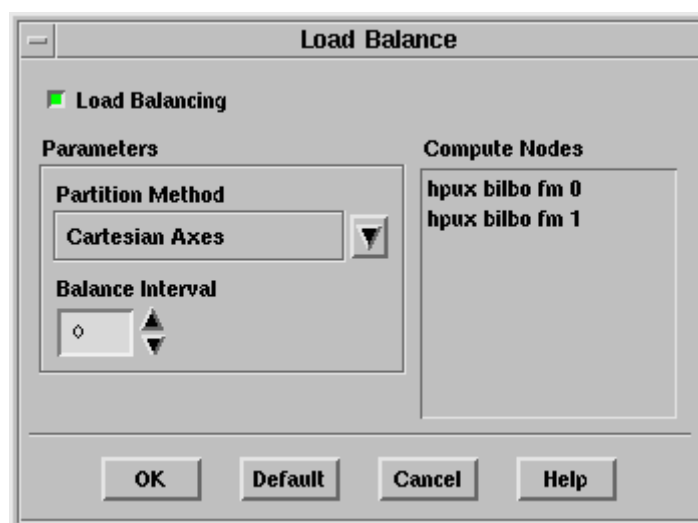 Load Balance
Load Balancing
Parameters
Partition Method
Cartesian Axes
Balance Interval
0
Compute Nodes
hpux bilbo fm 0
hpux bilbo fm 1
OK Default Cancel Help